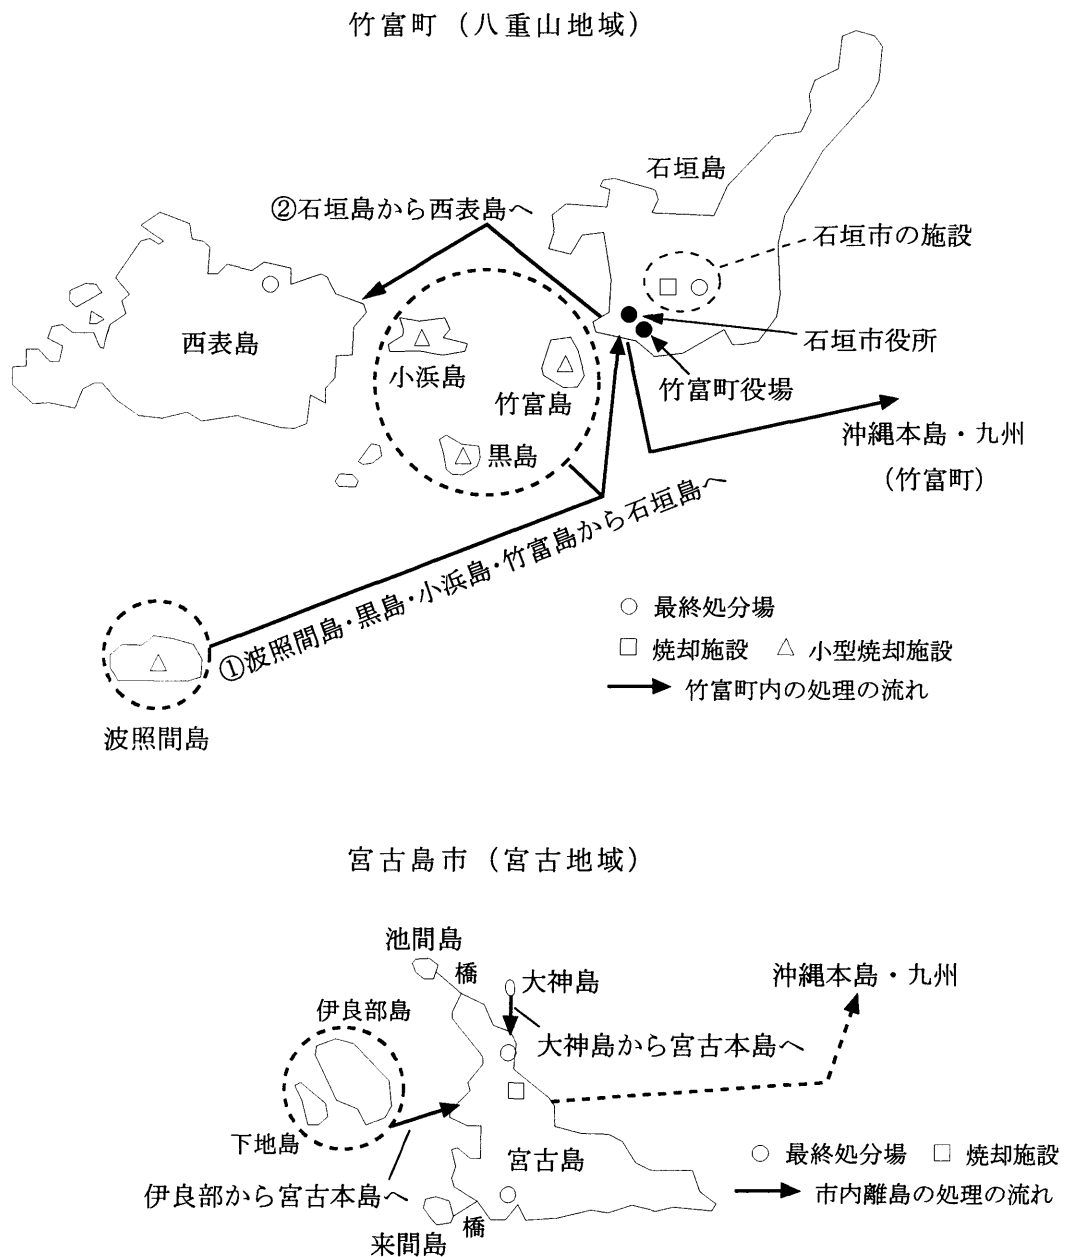 竹富町（八重山地域）
石垣島
②石垣島から西表島へ
石垣市の施設
西表島
小浜島
竹富島
石垣市役所
竹富町役場
黒島
沖縄本島・九州
（竹富町）
①波照間島・黒島・小浜島・竹富島から石垣島へ
波照間島
○ 最終処分場
□ 焼却施設 △ 小型焼却施設
竹富町内の処理の流れ
宮古島市（宮古地域）
池間島
橋
大神島
沖縄本島・九州
伊良部島
大神島から宮古本島へ
下地島
宮古島
伊良部から宮古本島へ
来間島
橋
○ 最終処分場 □ 焼却施設
市内離島の処理の流れ